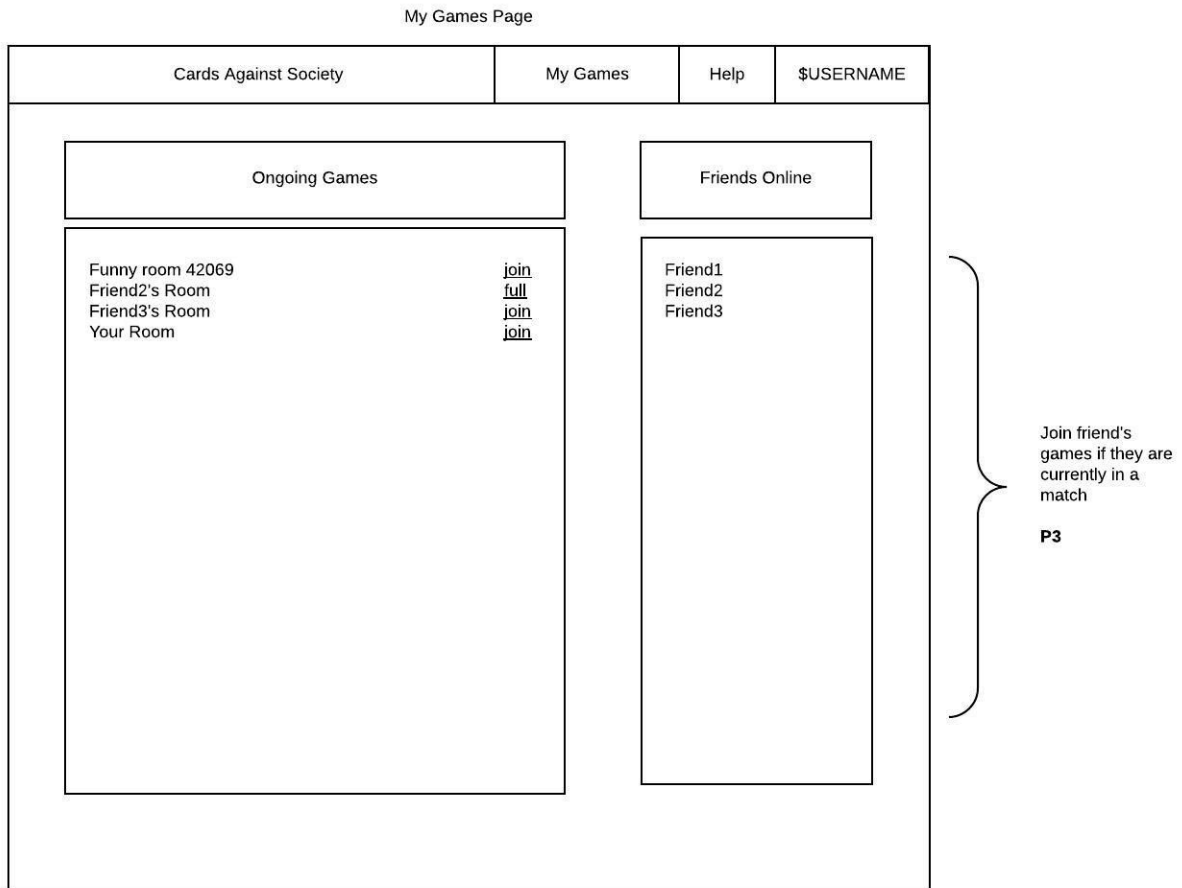 My Games Page
Cards Against Society
My Games
Help
$USERNAME
Ongoing Games
Friends Online
Funny room 42069 join
Friend2's Room full
Friend3's Room join
Your Room join
Friend1
Friend2
Friend3
Join friend's
games if they are
currently in a
match
P3